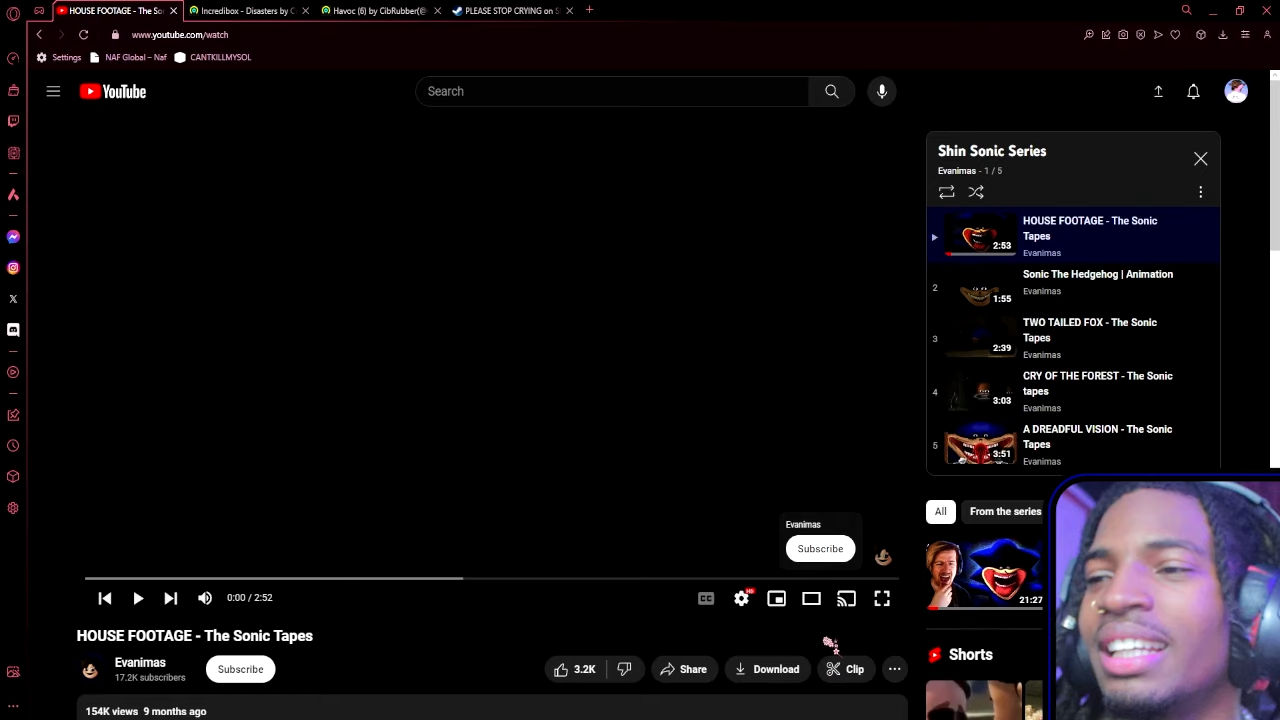 HOUSE FOOTAGE - The So
Incredibox - Disasters by C
Havoc (6) by CibRubber(@
PLEASE STOP CRYING on S
www.youtube.com/watch
Settings
NAF Global – Naf
CANTKILLMYSOL
YouTube
Search
Shin Sonic Series
Evanimas - 1 / 5
HOUSE FOOTAGE - The Sonic
Tapes
Evanimas
2:53
2
Sonic The Hedgehog | Animation
Evanimas
1:55
3
TWO TAILED FOX - The Sonic
Tapes
Evanimas
2:39
4
CRY OF THE FOREST - The Sonic
tapes
Evanimas
3:03
5
A DREADFUL VISION - The Sonic
Tapes
Evanimas
3:51
All
From the series
21:27
Shorts
Evanimas
Subscribe
0:00 / 2:52
CC
HD
HOUSE FOOTAGE - The Sonic Tapes
Evanimas
17.2K subscribers
Subscribe
3.2K
Share
Download
Clip
154K views 9 months ago